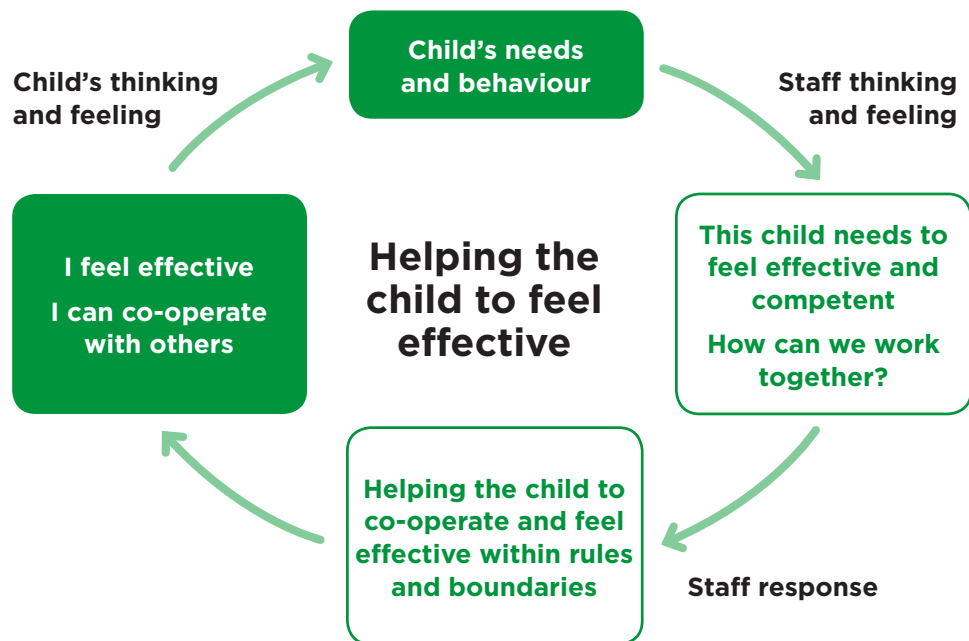 Child's needs
and behaviour
Child's thinking
and feeling
Staff thinking
and feeling
This child needs to
feel effective and
competent
How can we work
together?
I feel effective
I can co-operate
with others
Helping the
child to feel
effective
Helping the child to
co-operate and feel
effective within rules
and boundaries
Staff response